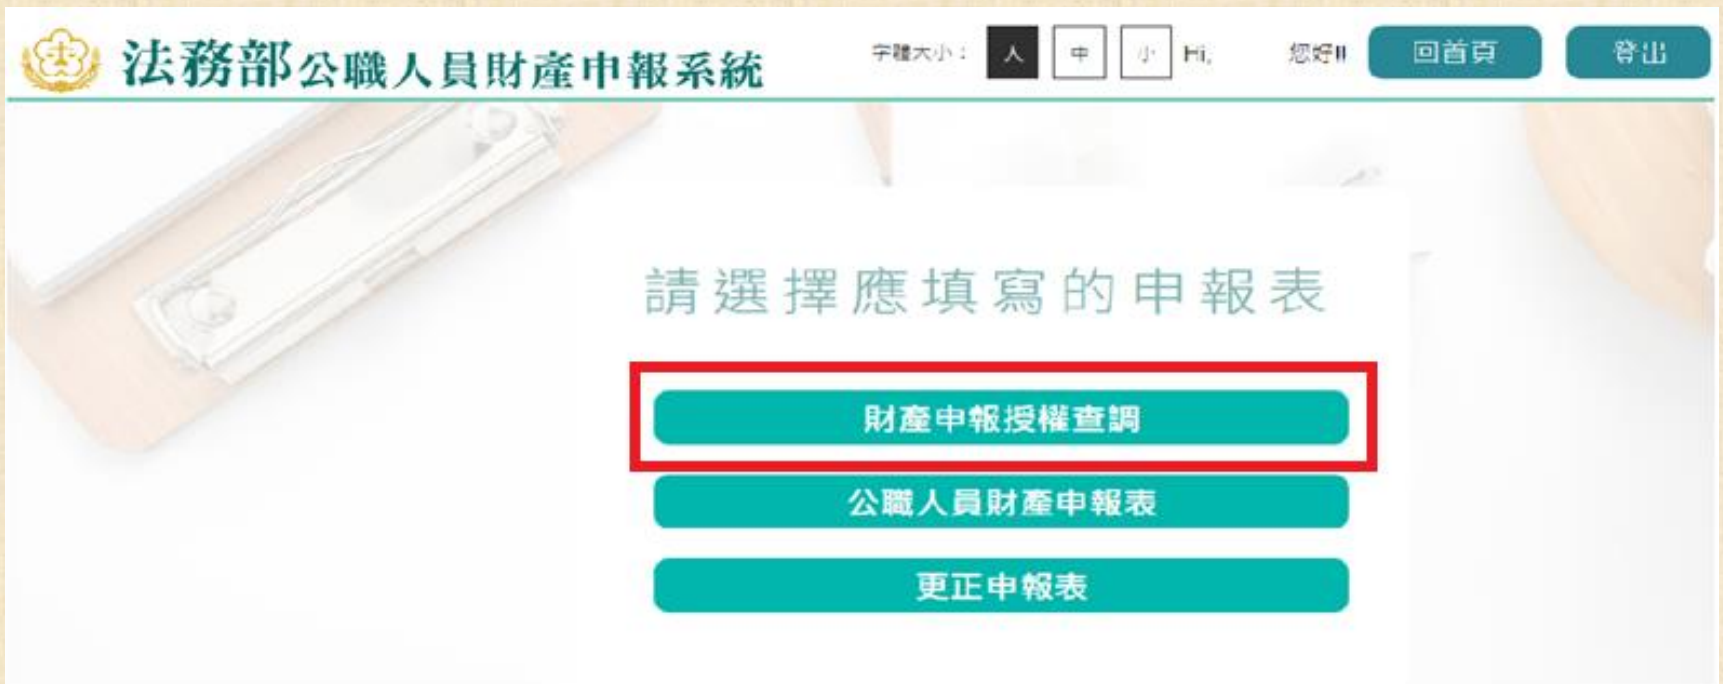 法務部公職人員財產申報系統 字體大小： 大 中 小 Hi, 您好!! 回首頁 登出
請選擇應填寫的申報表
財產申報授權查調
公職人員財產申報表
更正申報表